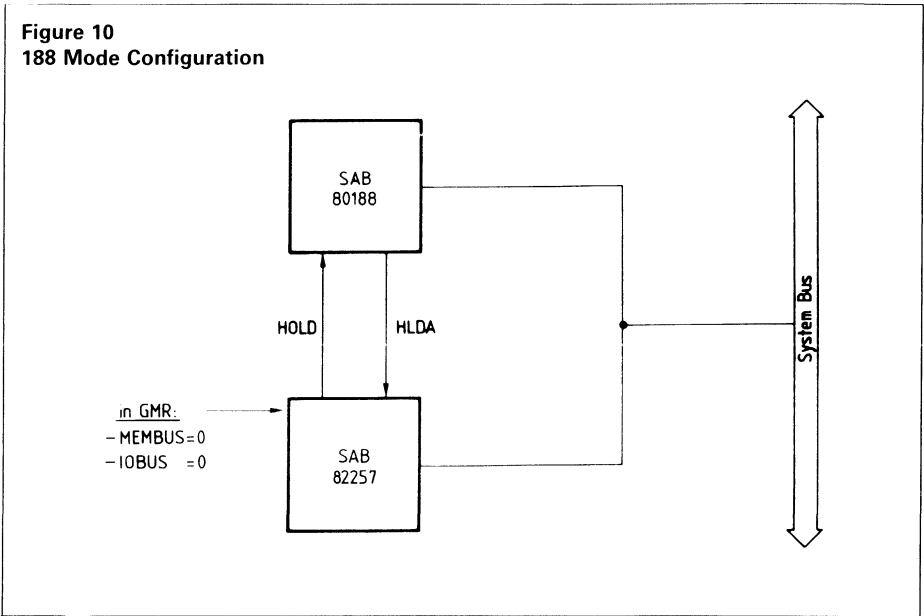 Figure 10
188 Mode Configuration
SAB
80188
HOLD
HLDA
System Bus
in GMR:
-MEMBUS=0
-IOBUS =0
SAB
82257